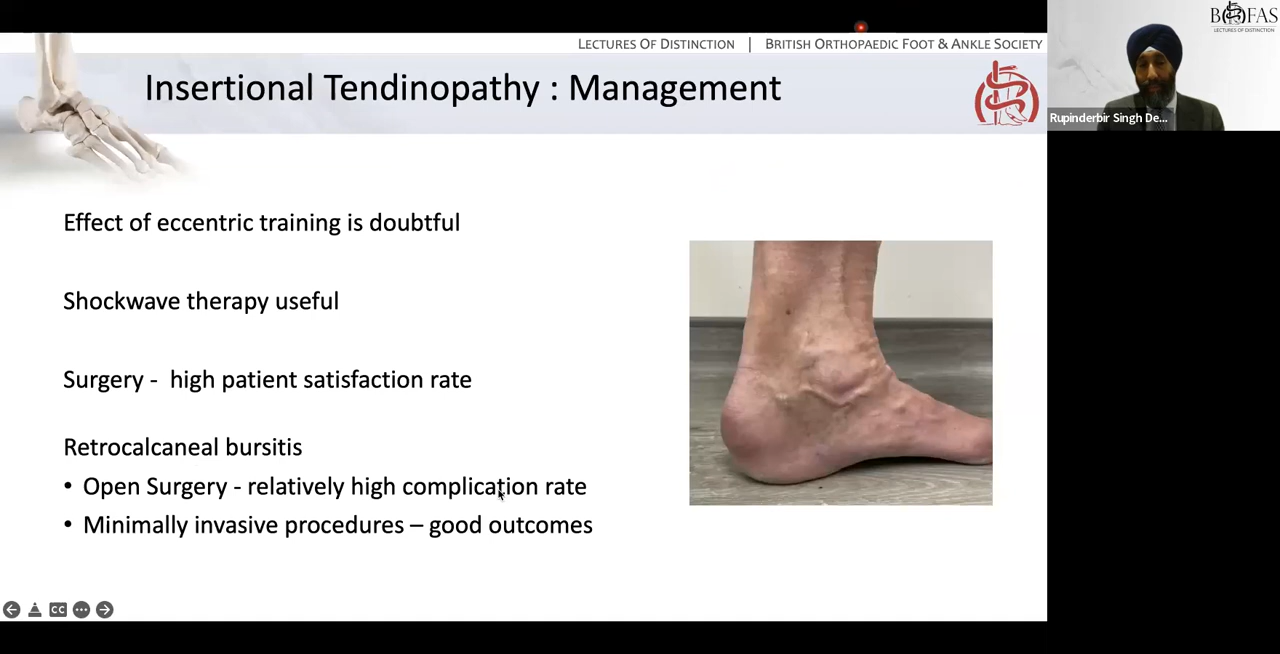 LECTURES OF DISTINCTION | BRITISH ORTHOPAEDIC FOOT & ANKLE SOCIETY
BOFAS
LECTURES OF DISTINCTION
Insertional Tendinopathy : Management
Rupinderbir Singh De...
Effect of eccentric training is doubtful
Shockwave therapy useful
Surgery - high patient satisfaction rate
Retrocalcaneal bursitis
• Open Surgery - relatively high complication rate
• Minimally invasive procedures – good outcomes
CC